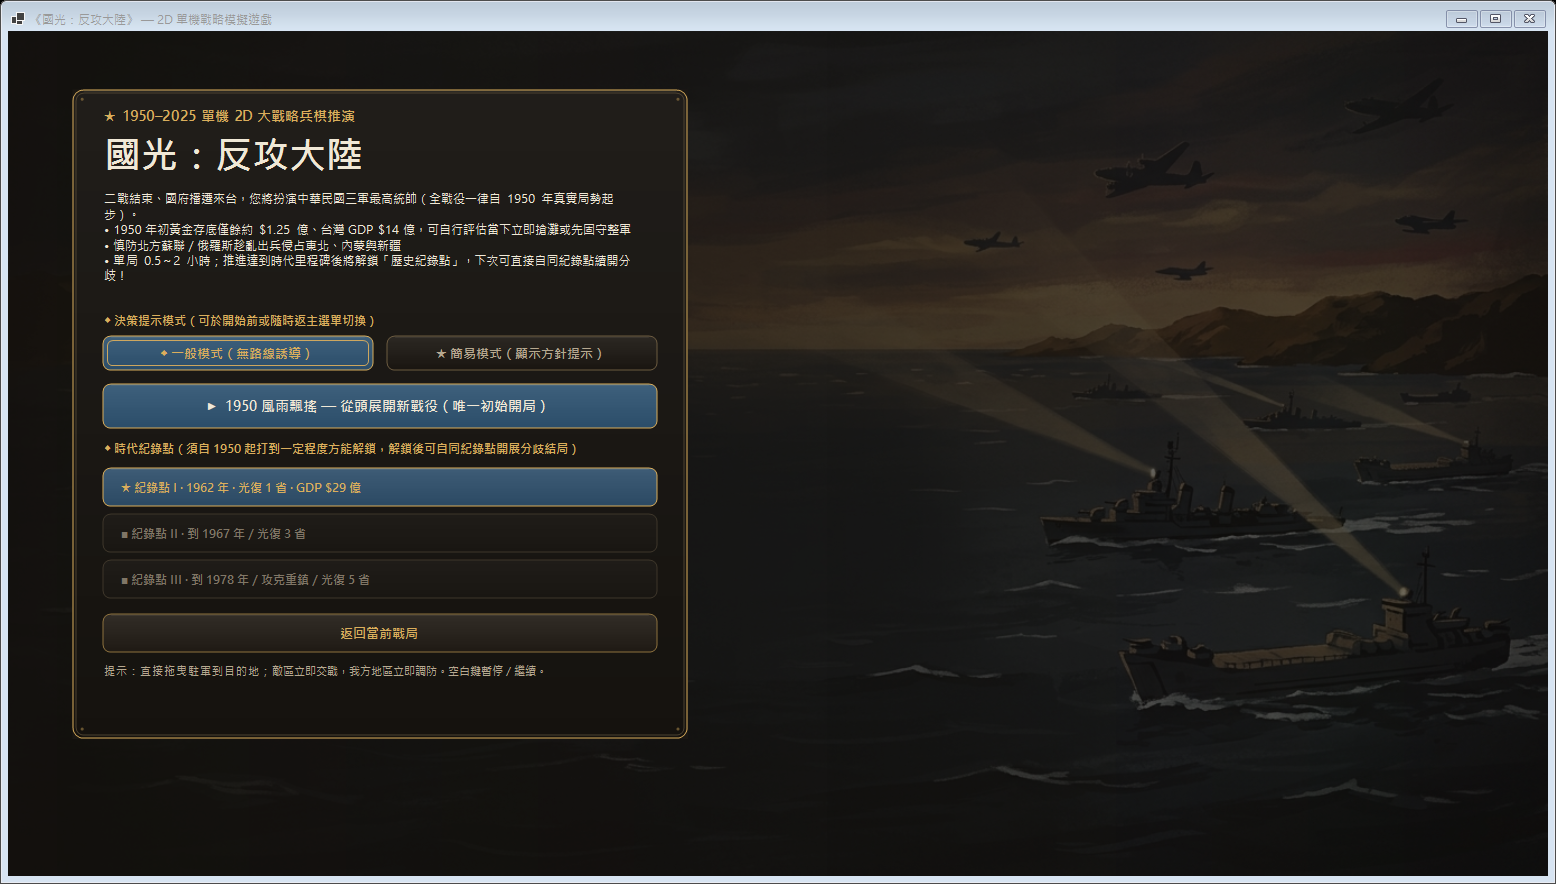 《國光：反攻大陸》 — 2D 單機戰略模擬遊戲
★ 1950–2025 單機 2D 大戰略兵棋推演
國光：反攻大陸
二戰結束、國府播遷來台，您將扮演中華民國三軍最高統帥（全戰役一律自 1950 年真實局勢起
步）。
• 1950 年初黃金存底僅餘約 $1.25 億、台灣 GDP $14 億，可自行評估當下立即搶灘或先固守整軍
• 慎防北方蘇聯 / 俄羅斯趁亂出兵侵占東北、內蒙與新疆
• 單局 0.5～2 小時；推進達到時代里程碑後將解鎖「歷史紀錄點」，下次可直接自同紀錄點續開分
歧！
◆ 決策提示模式（可於開始前或隨時返主選單切換）
◆ 一般模式（無路線誘導）
★ 簡易模式（顯示方針提示）
► 1950 風雨飄搖 — 從頭展開新戰役（唯一初始開局）
◆ 時代紀錄點（須自 1950 起打到一定程度方能解鎖，解鎖後可自同紀錄點開展分歧結局）
★ 紀錄點 I · 1962 年 · 光復 1 省 · GDP $29 億
■ 紀錄點 II · 到 1967 年 / 光復 3 省
■ 紀錄點 III · 到 1978 年 / 攻克重鎮 / 光復 5 省
返回當前戰局
提示：直接拖曳駐軍到目的地；敵區立即交戰，我方地區立即調防。空白鍵暫停 / 繼續。